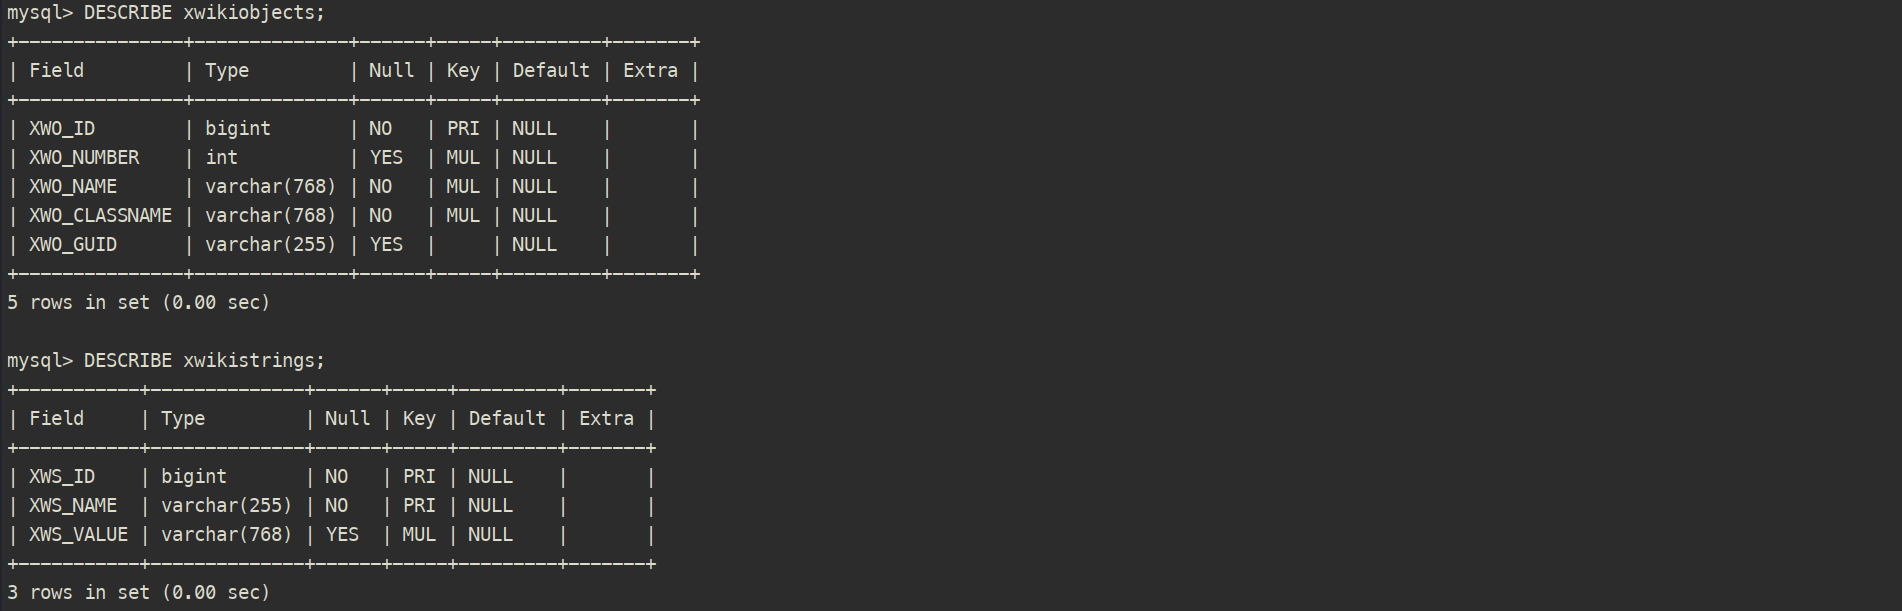 mysql> DESCRIBE xwikiobjects;
+---------------+--------------+------+-----+---------+-------+
| Field         | Type         | Null | Key | Default | Extra |
+---------------+--------------+------+-----+---------+-------+
| XWO_ID        | bigint       | NO   | PRI | NULL    |       |
| XWO_NUMBER    | int          | YES  | MUL | NULL    |       |
| XWO_NAME      | varchar(768) | NO   | MUL | NULL    |       |
| XWO_CLASSNAME | varchar(768) | NO   | MUL | NULL    |       |
| XWO_GUID      | varchar(255) | YES  |     | NULL    |       |
+---------------+--------------+------+-----+---------+-------+
5 rows in set (0.00 sec)

mysql> DESCRIBE xwikistrings;
+-----------+--------------+------+-----+---------+-------+
| Field     | Type         | Null | Key | Default | Extra |
+-----------+--------------+------+-----+---------+-------+
| XWS_ID    | bigint       | NO   | PRI | NULL    |       |
| XWS_NAME  | varchar(255) | NO   | PRI | NULL    |       |
| XWS_VALUE | varchar(768) | YES  | MUL | NULL    |       |
+-----------+--------------+------+-----+---------+-------+
3 rows in set (0.00 sec)